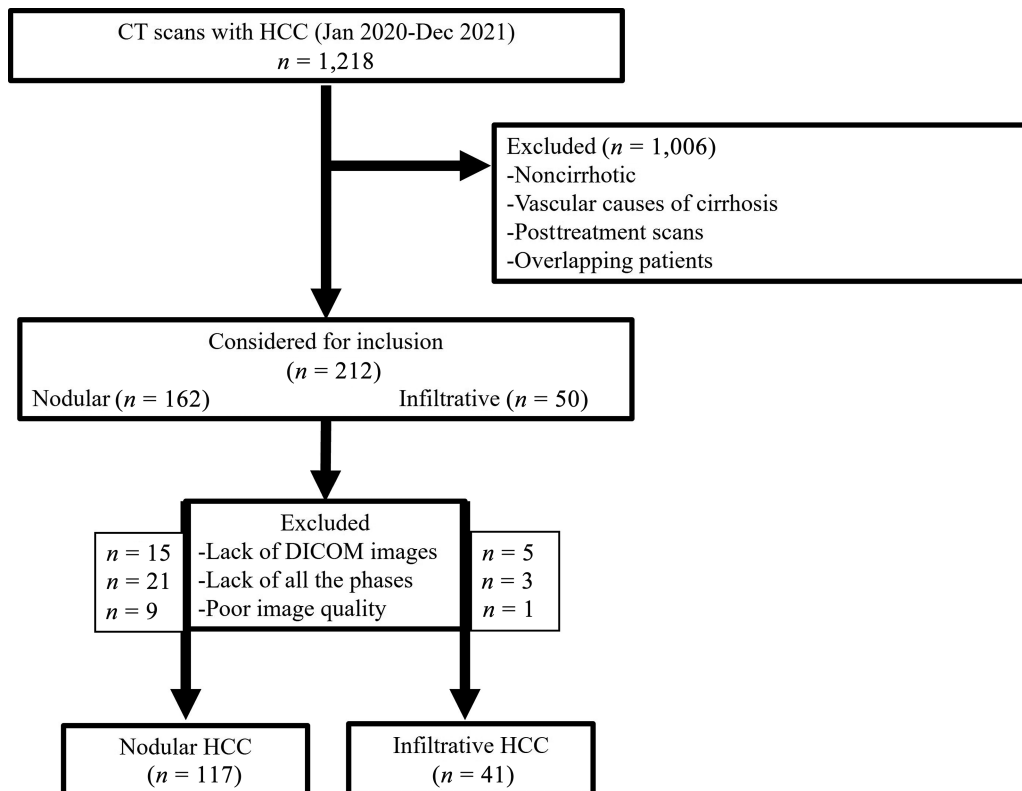 CT scans with HCC (Jan 2020-Dec 2021)
n = 1,218
Excluded (n = 1,006)
-Noncirrhotic
-Vascular causes of cirrhosis
-Posttreatment scans
-Overlapping patients
Considered for inclusion
(n = 212)
Nodular (n = 162) Infiltrative (n = 50)
Excluded
n = 15 -Lack of DICOM images n = 5
n = 21 -Lack of all the phases n = 3
n = 9 -Poor image quality n = 1
Nodular HCC
(n = 117)
Infiltrative HCC
(n = 41)